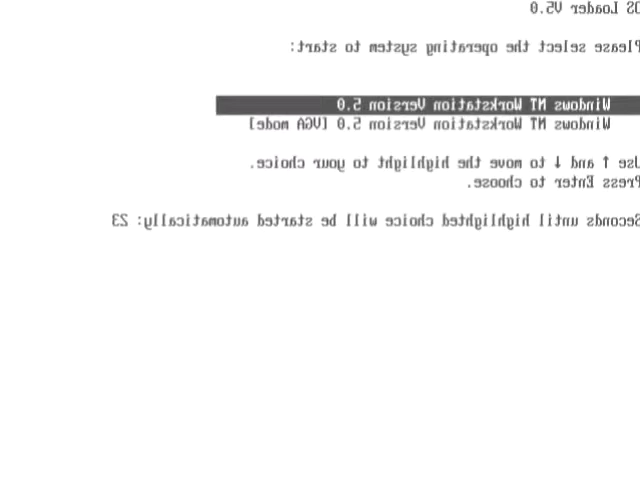 OS Loader V5.0
Please select the operating system to start:
Windows NT Workstation Version 5.0
Windows NT Workstation Version 5.0 [VGA mode]
Use ↑ and ↓ to move the highlight to your choice.
Press Enter to choose.
Seconds until highlighted choice will be started automatically: 23